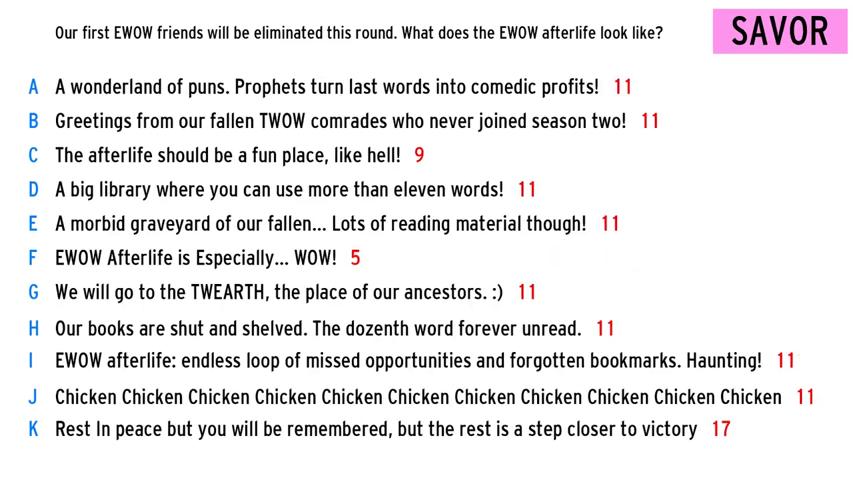 Our first EWOW friends will be eliminated this round. What does the EWOW afterlife look like?
SAVOR
A A wonderland of puns. Prophets turn last words into comedic profits! 11
B Greetings from our fallen TWOW comrades who never joined season two! 11
C The afterlife should be a fun place, like hell! 9
D A big library where you can use more than eleven words! 11
E A morbid graveyard of our fallen... Lots of reading material though! 11
F EWOW Afterlife is Especially... WOW! 5
G We will go to the TWEARTH, the place of our ancestors. :) 11
H Our books are shut and shelved. The dozenth word forever unread. 11
I EWOW afterlife: endless loop of missed opportunities and forgotten bookmarks. Haunting! 11
J Chicken Chicken Chicken Chicken Chicken Chicken Chicken Chicken Chicken Chicken Chicken 11
K Rest In peace but you will be remembered, but the rest is a step closer to victory 17